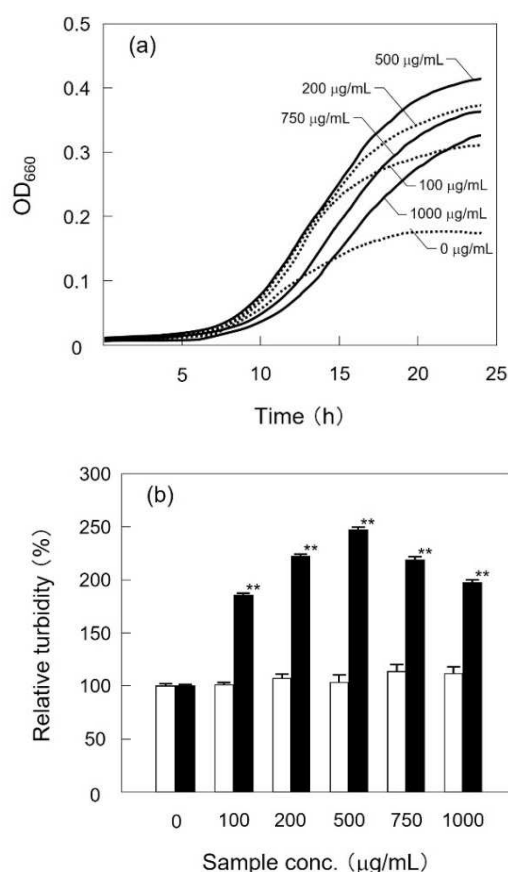 (a)
0.5
0.4
0.3
0.2
0.1
0
OD660
500 μg/mL
200 μg/mL
750 μg/mL
100 μg/mL
1000 μg/mL
0 μg/mL
5 10 15 20 25
Time (h)
(b)
300
250
200
150
100
50
0
Relative turbidity (%)
** ** ** ** **
0 100 200 500 750 1000
Sample conc. (μg/mL)